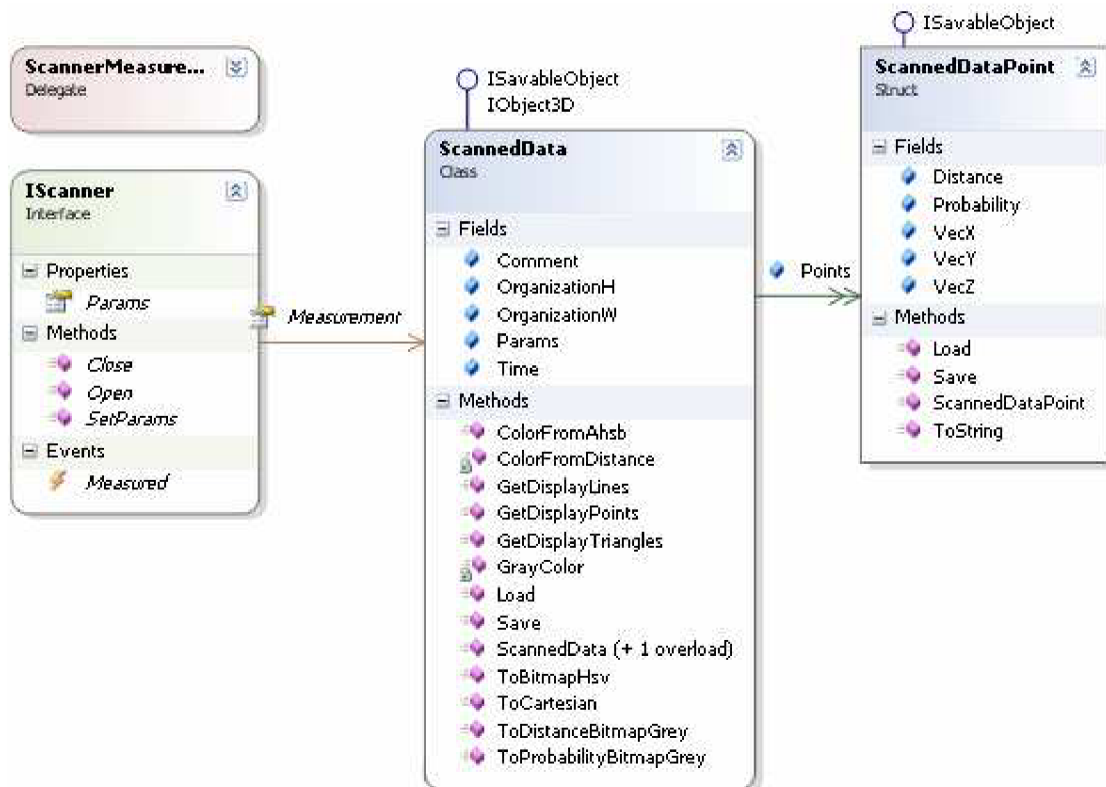 ScannerMeasure...
Delegate
IScanner
Interface
Properties
Params
Methods
Close
Open
SetParams
Events
Measured
Measurement
ISavableObject
IObject3D
ScannedData
Class
Fields
Comment
OrganizationH
OrganizationW
Params
Time
Methods
ColorFromAhsb
ColorFromDistance
GetDisplayLines
GetDisplayPoints
GetDisplayTriangles
GrayColor
Load
Save
ScannedData (+ 1 overload)
ToBitmapHsv
ToCartesian
ToDistanceBitmapGrey
ToProbabilityBitmapGrey
Points
ISavableObject
ScannedDataPoint
Struct
Fields
Distance
Probability
VecX
VecY
VecZ
Methods
Load
Save
ScannedDataPoint
ToString